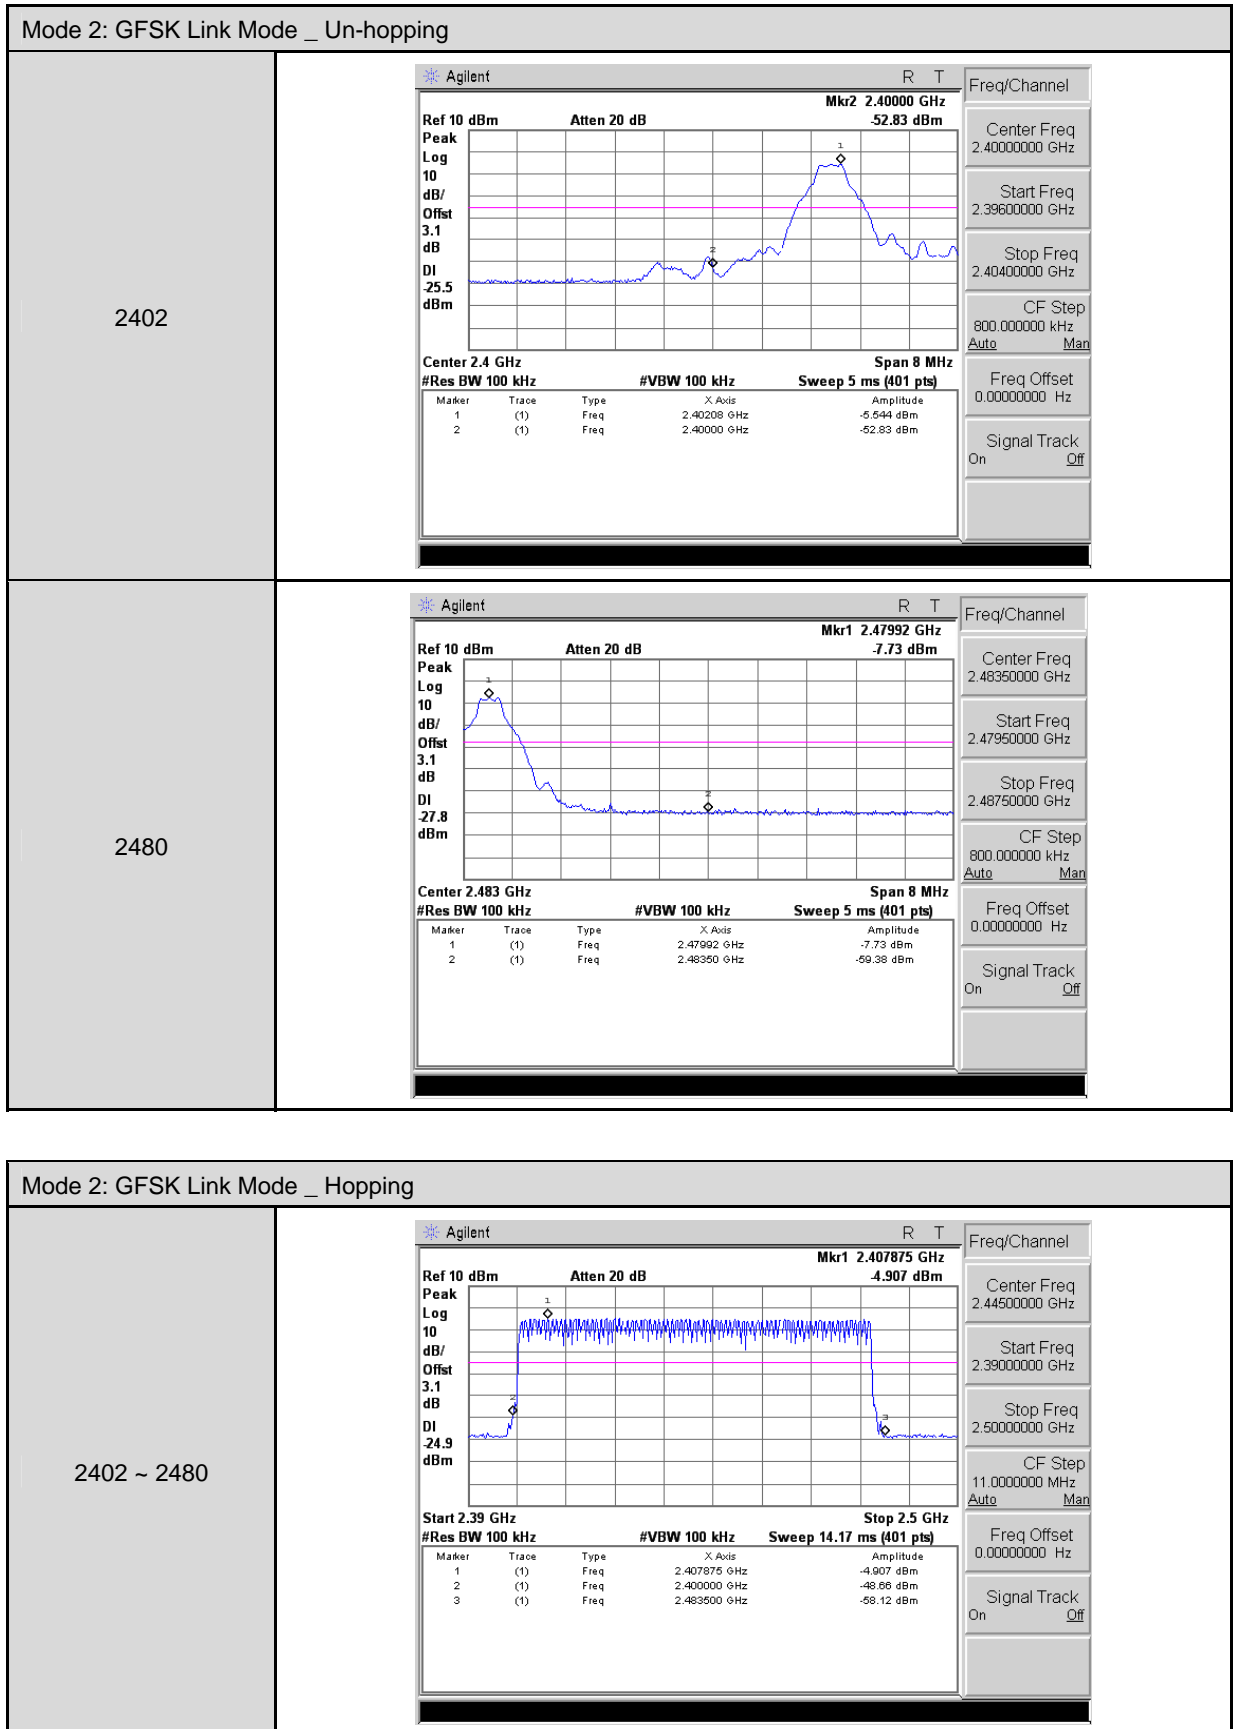 Mode 2: GFSK Link Mode _ Un-hopping
2402
Agilent R T
Mkr2 2.40000 GHz
Ref 10 dBm Atten 20 dB -52.83 dBm
Peak
Log
10
dB/
Offst
3.1
dB
DI
-25.5
dBm
1
2
Center 2.4 GHz Span 8 MHz
#Res BW 100 kHz #VBW 100 kHz Sweep 5 ms (401 pts)
Marker Trace Type X Axis Amplitude
1 (1) Freq 2.40208 GHz -5.544 dBm
2 (1) Freq 2.40000 GHz -52.83 dBm
Freq/Channel
Center Freq
2.40000000 GHz
Start Freq
2.39600000 GHz
Stop Freq
2.40400000 GHz
CF Step
800.000000 kHz
Auto Man
Freq Offset
0.00000000 Hz
Signal Track
On Off
2480
Agilent R T
Mkr1 2.47992 GHz
Ref 10 dBm Atten 20 dB -7.73 dBm
Peak
Log
10
dB/
Offst
3.1
dB
DI
-27.8
dBm
1
2
Center 2.483 GHz Span 8 MHz
#Res BW 100 kHz #VBW 100 kHz Sweep 5 ms (401 pts)
Marker Trace Type X Axis Amplitude
1 (1) Freq 2.47992 GHz -7.73 dBm
2 (1) Freq 2.48350 GHz -59.38 dBm
Freq/Channel
Center Freq
2.48350000 GHz
Start Freq
2.47950000 GHz
Stop Freq
2.48750000 GHz
CF Step
800.000000 kHz
Auto Man
Freq Offset
0.00000000 Hz
Signal Track
On Off
Mode 2: GFSK Link Mode _ Hopping
2402 ~ 2480
Agilent R T
Mkr1 2.407875 GHz
Ref 10 dBm Atten 20 dB -4.907 dBm
Peak
Log
10
dB/
Offst
3.1
dB
DI
-24.9
dBm
1
2
3
Start 2.39 GHz Stop 2.5 GHz
#Res BW 100 kHz #VBW 100 kHz Sweep 14.17 ms (401 pts)
Marker Trace Type X Axis Amplitude
1 (1) Freq 2.407875 GHz -4.907 dBm
2 (1) Freq 2.400000 GHz -48.66 dBm
3 (1) Freq 2.483500 GHz -58.12 dBm
Freq/Channel
Center Freq
2.44500000 GHz
Start Freq
2.39000000 GHz
Stop Freq
2.50000000 GHz
CF Step
11.0000000 MHz
Auto Man
Freq Offset
0.00000000 Hz
Signal Track
On Off